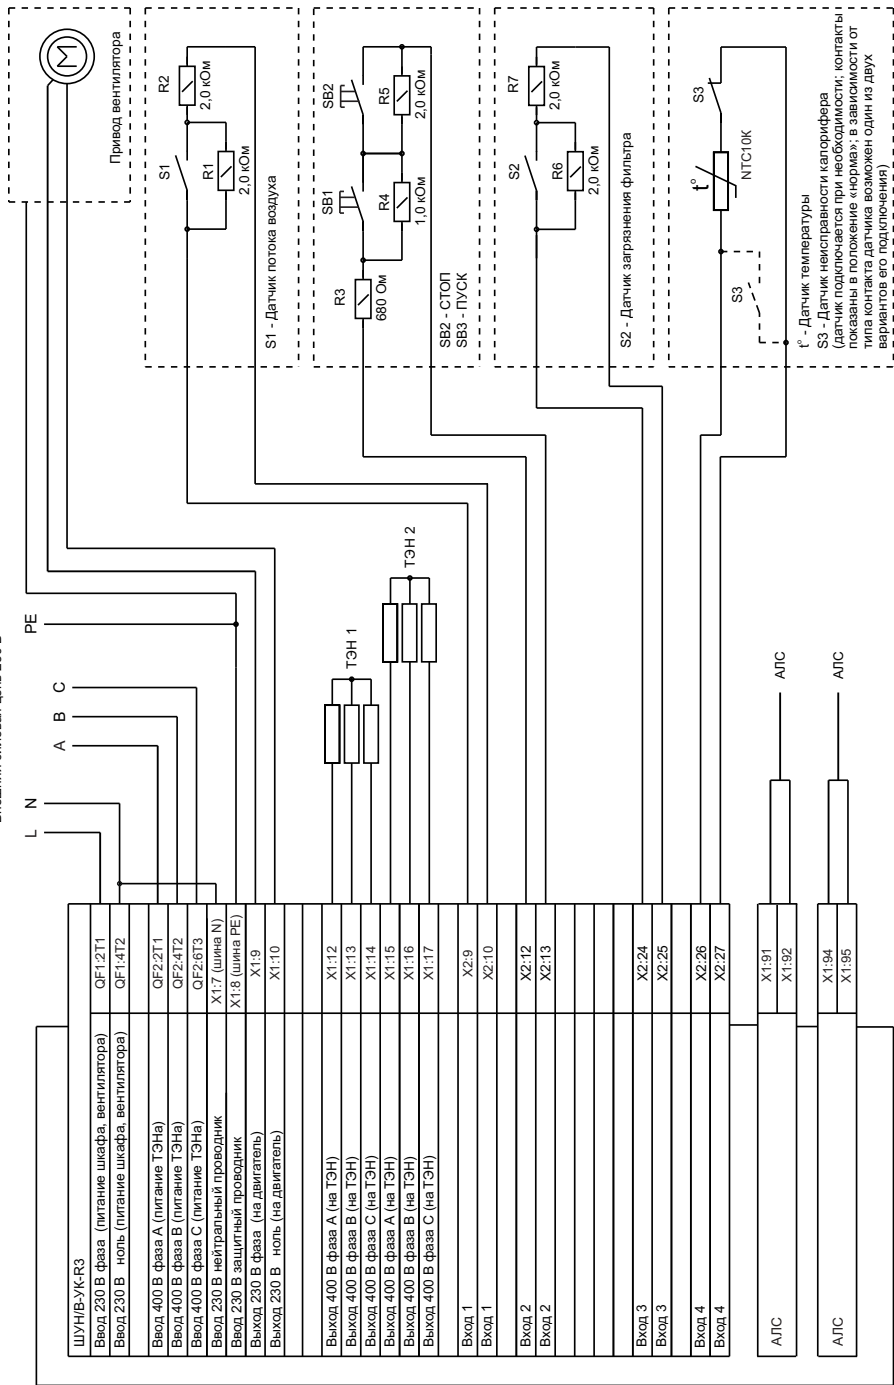 ШУН/В-УК-R3
Ввод 230 В фаза (питание шкафа, вентилятора) QF1:2T1
Ввод 230 В ноль (питание шкафа, вентилятора) QF1:4T2
Ввод 400 В фаза А (питание ТЭНа) QF2:2T1
Ввод 400 В фаза В (питание ТЭНа) QF2:4T2
Ввод 400 В фаза С (питание ТЭНа) QF2:6T3
Ввод 230 В нейтральный проводник X1:7 (шина N)
Ввод 230 В защитный проводник X1:8 (шина PE)
Выход 230 В фаза (на двигатель) X1:9
Выход 230 В ноль (на двигатель) X1:10
Выход 400 В фаза А (на ТЭН) X1:12
Выход 400 В фаза В (на ТЭН) X1:13
Выход 400 В фаза С (на ТЭН) X1:14
Выход 400 В фаза А (на ТЭН) X1:15
Выход 400 В фаза В (на ТЭН) X1:16
Выход 400 В фаза С (на ТЭН) X1:17
Вход 1 X2:9
Вход 1 X2:10
Вход 2 X2:12
Вход 2 X2:13
Вход 3 X2:24
Вход 3 X2:25
Вход 4 X2:26
Вход 4 X2:27
АЛС X1:91
X1:92
АЛС X1:94
X1:95
L N A B C PE
ТЭН 1
ТЭН 2
АЛС
АЛС
M
Привод вентилятора
S1
R1
2,0 кОм
R2
2,0 кОм
S1 - Датчик потока воздуха
R3
680 Ом
SB1
R4
1,0 кОм
SB2
R5
2,0 кОм
SB2 - СТОП
SB3 - ПУСК
S2
R6
2,0 кОм
R7
2,0 кОм
S2 - Датчик загрязнения фильтра
S3
t°
NTC10K
S3
t° - Датчик температуры
S3 - Датчик неисправности калорифера
(датчик подключается при необходимости; контакты
показаны в положение «норма»; в зависимости от
типа контакта датчика возможен один из двух
вариантов его подключения)